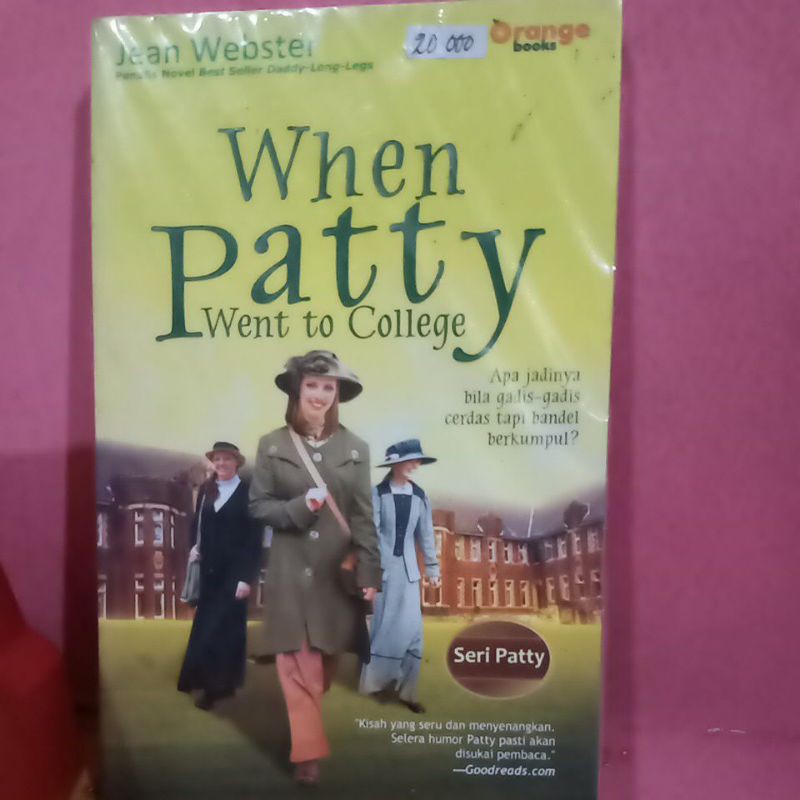 Jean Webster
Penulis Novel Best Seller Daddy-Long-Legs
20 000
Orange
books
When
Patty
Went to College
Apa jadinya
bila gadis-gadis
cerdas tapi bandel
berkumpul?
Seri Patty
"Kisah yang seru dan menyenangkan.
Selera humor Patty pasti akan
disukai pembaca."
—Goodreads.com